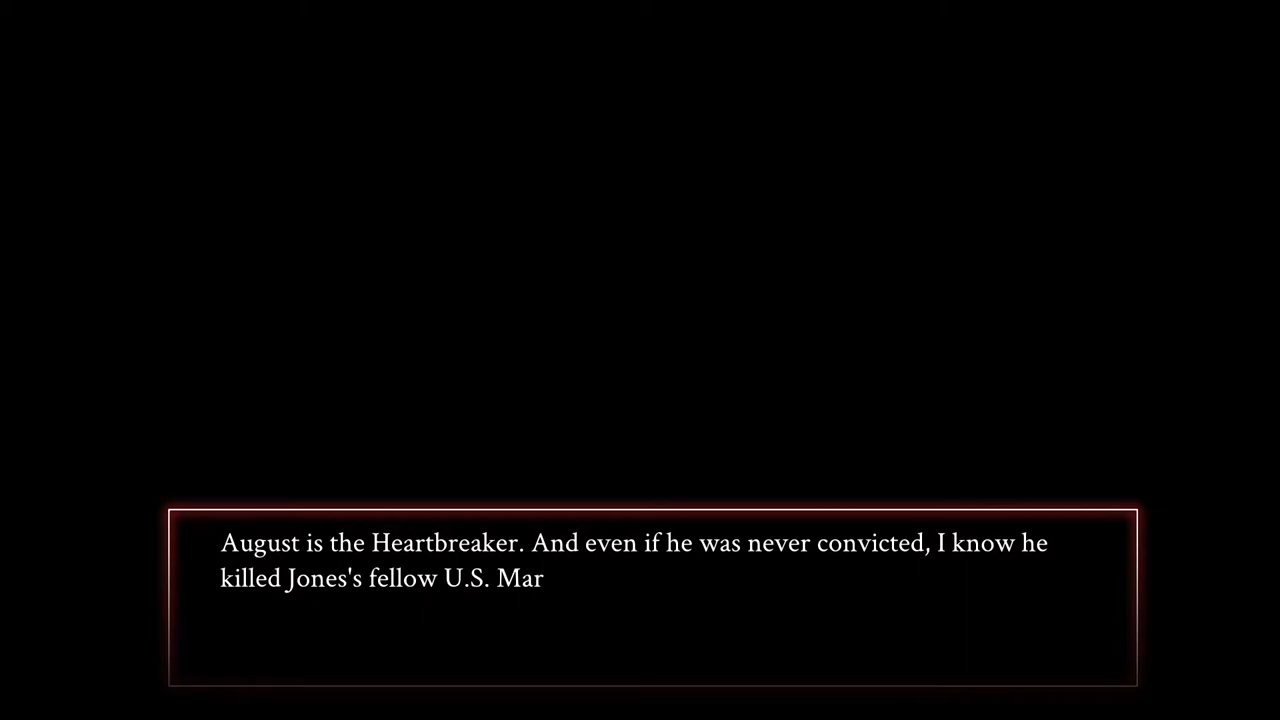 August is the Heartbreaker. And even if he was never convicted, I know he
killed Jones's fellow U.S. Mar